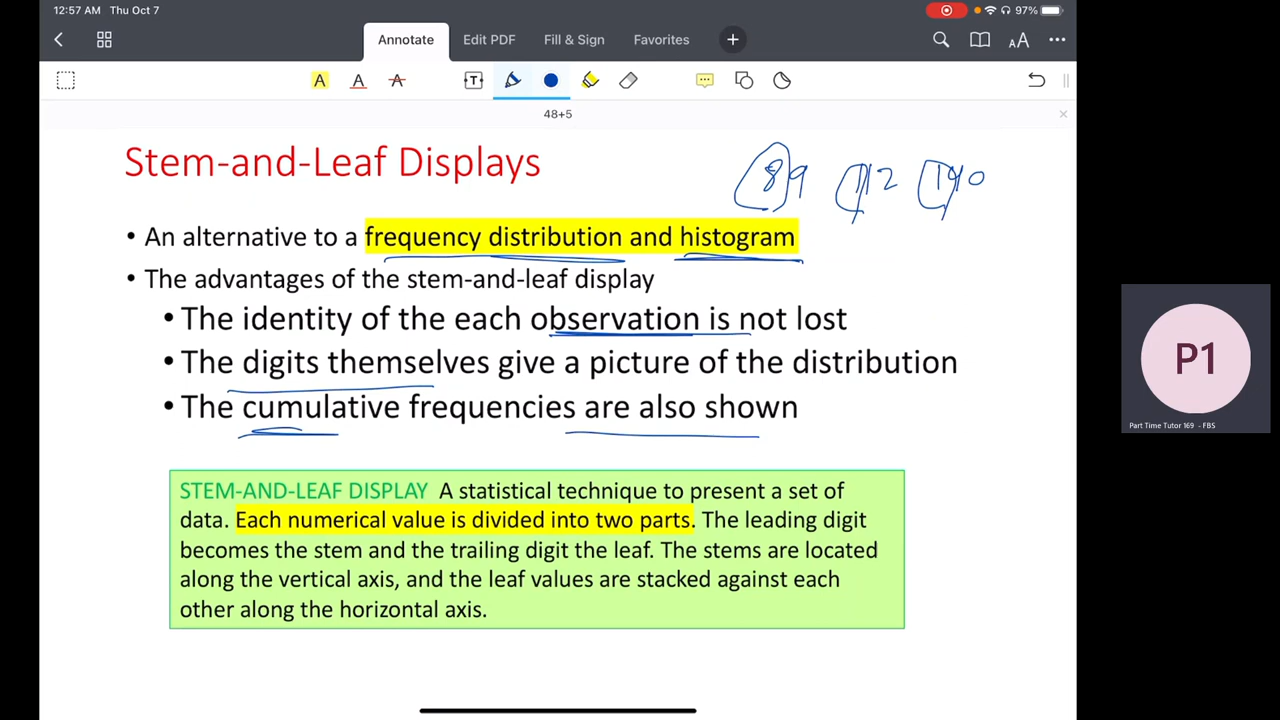 12:57 AM Thu Oct 7
97%
Annotate Edit PDF Fill & Sign Favorites
AA
A A A T
48+5
Stem-and-Leaf Displays
89 112 140
• An alternative to a frequency distribution and histogram
• The advantages of the stem-and-leaf display
• The identity of the each observation is not lost
• The digits themselves give a picture of the distribution
• The cumulative frequencies are also shown
STEM-AND-LEAF DISPLAY A statistical technique to present a set of
data. Each numerical value is divided into two parts. The leading digit
becomes the stem and the trailing digit the leaf. The stems are located
along the vertical axis, and the leaf values are stacked against each
other along the horizontal axis.
P1
Part Time Tutor 169 - FBS